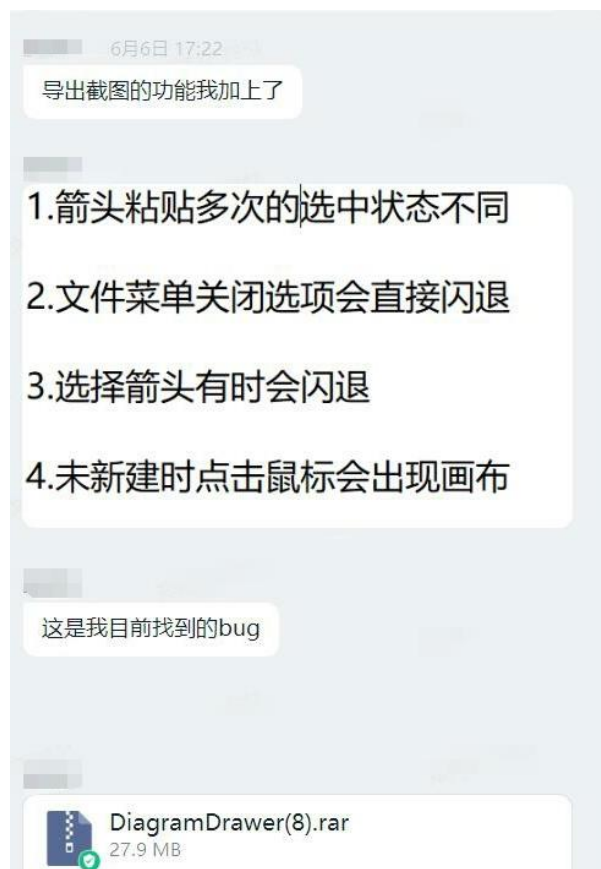 6月6日 17:22
导出截图的功能我加上了
1.箭头粘贴多次的选中状态不同
2.文件菜单关闭选项会直接闪退
3.选择箭头有时会闪退
4.未新建时点击鼠标会出现画布
这是我目前找到的bug
DiagramDrawer(8).rar
27.9 MB